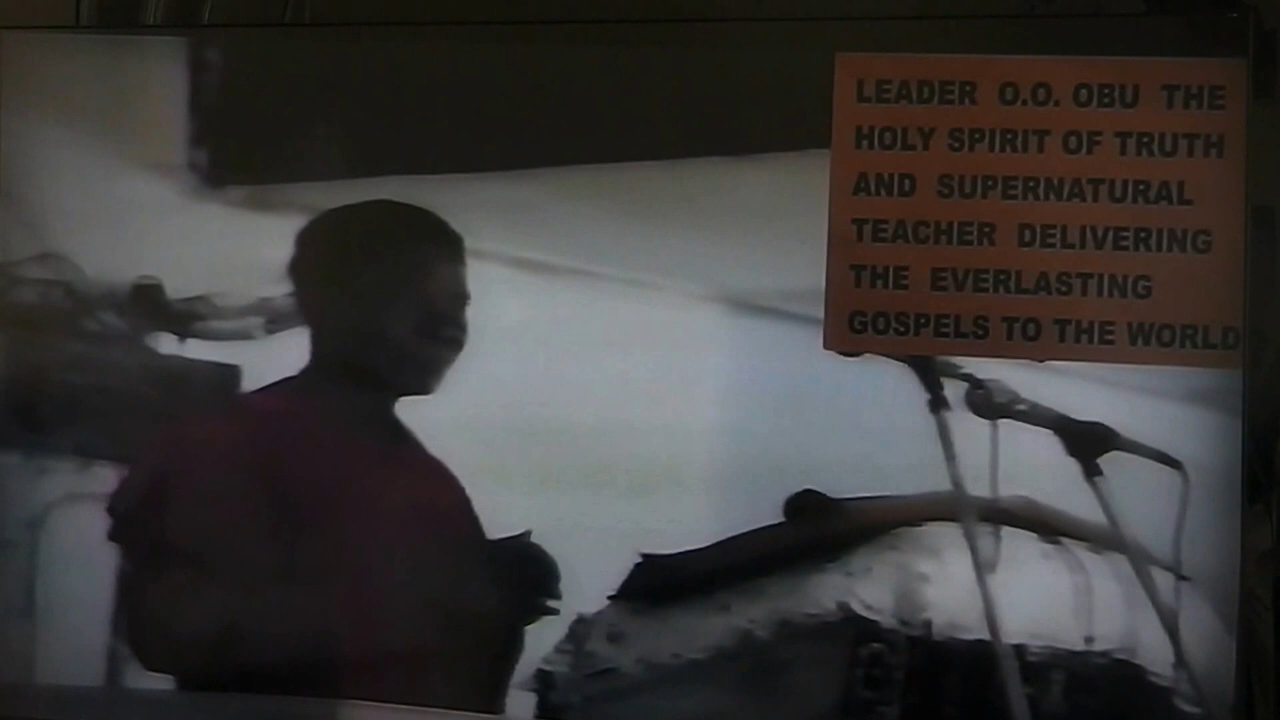 LEADER O.O. OBU THE
HOLY SPIRIT OF TRUTH
AND SUPERNATURAL
TEACHER DELIVERING
THE EVERLASTING
GOSPELS TO THE WORLD